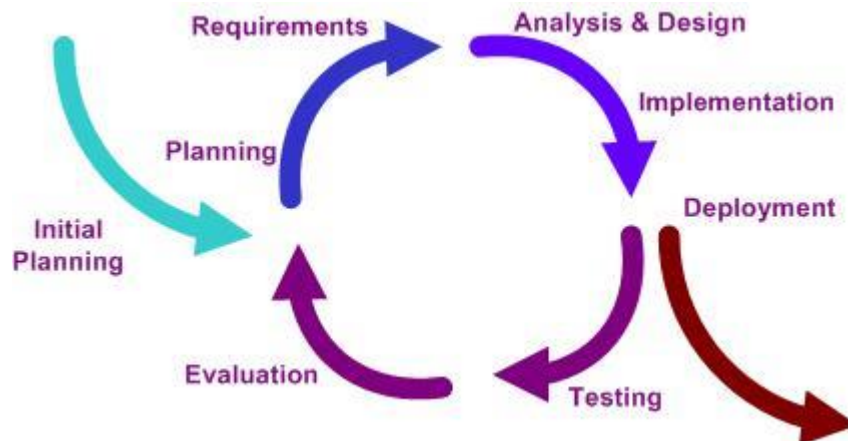 Requirements
Analysis & Design
Implementation
Planning
Deployment
Initial
Planning
Evaluation
Testing